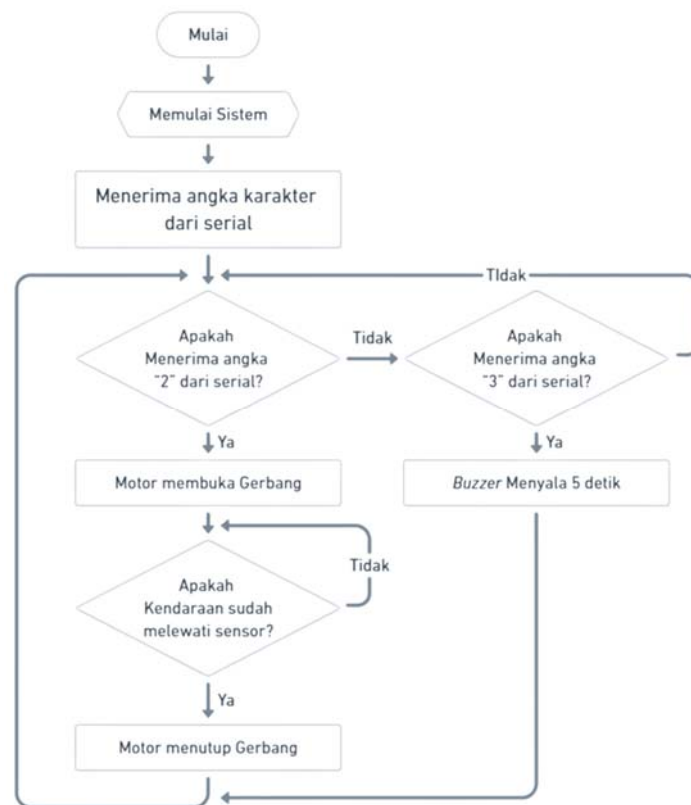 Mulai
Memulai Sistem
Menerima angka karakter
dari serial
TIdak
Apakah
Menerima angka
"2" dari serial?
Tidak
Apakah
Menerima angka
"3" dari serial?
Ya
Ya
Motor membuka Gerbang
Buzzer Menyala 5 detik
Tidak
Apakah
Kendaraan sudah
melewati sensor?
Ya
Motor menutup Gerbang